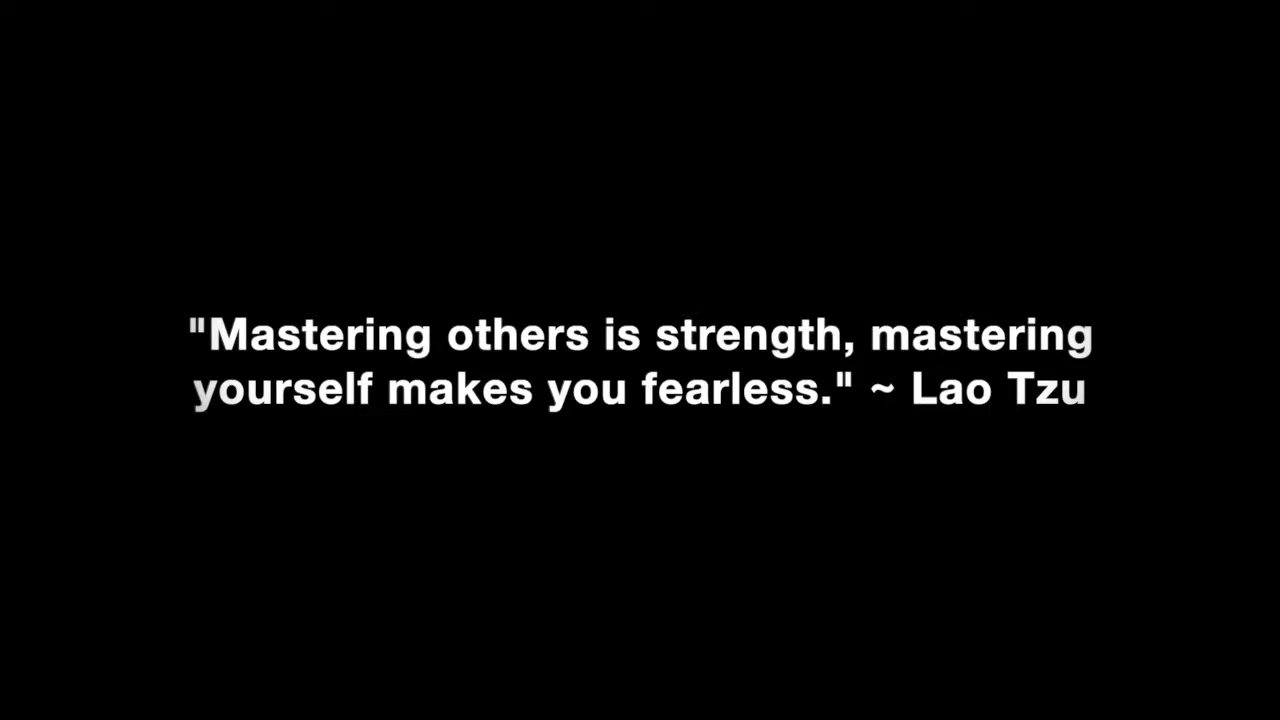 "Mastering others is strength, mastering
yourself makes you fearless." ~ Lao Tzu